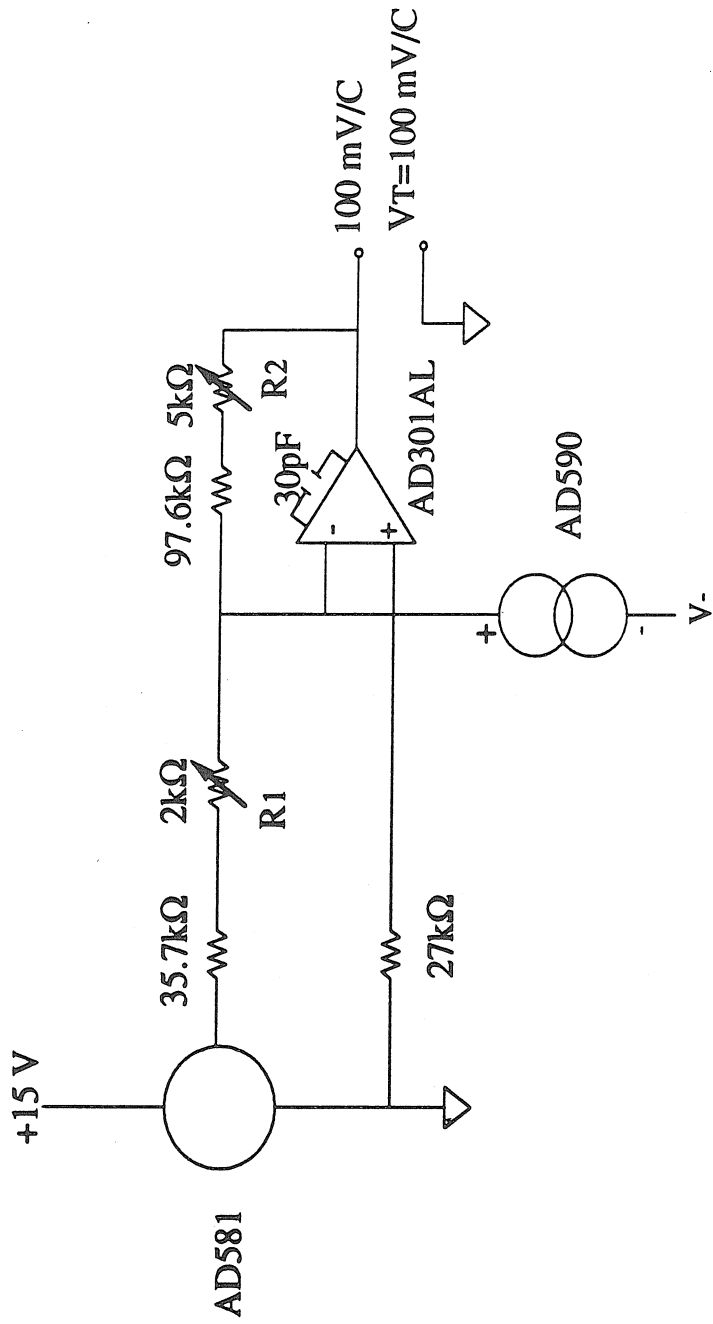 +15 V
AD581
35.7kΩ
2kΩ
R1
97.6kΩ
5kΩ
R2
30pF
-
+
AD301AL
100 mV/C
VT=100 mV/C
27kΩ
+
AD590
-
V-